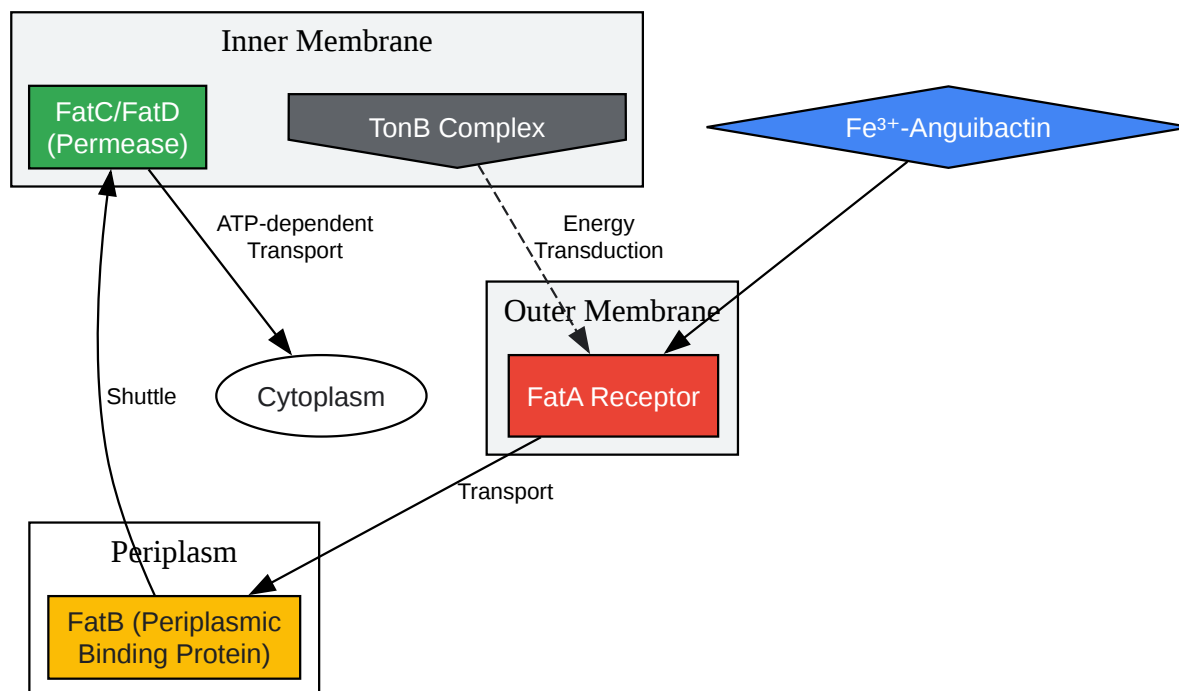 Inner Membrane
FatC/FatD
(Permease)
TonB Complex
Fe³⁺-Anguibactin
ATP-dependent
Transport
Energy
Transduction
Outer Membrane
FatA Receptor
Shuttle
Cytoplasm
Transport
Periplasm
FatB (Periplasmic
Binding Protein)